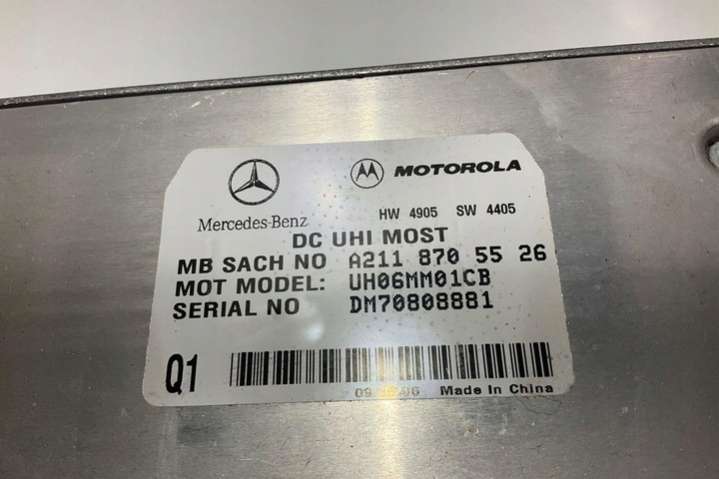 Mercedes-Benz
MOTOROLA
HW 4905 SW 4405
DC UHI MOST
MB SACH NO A211 870 55 26
MOT MODEL: UH06MM01CB
SERIAL NO DM70808881
Q1
Made In China